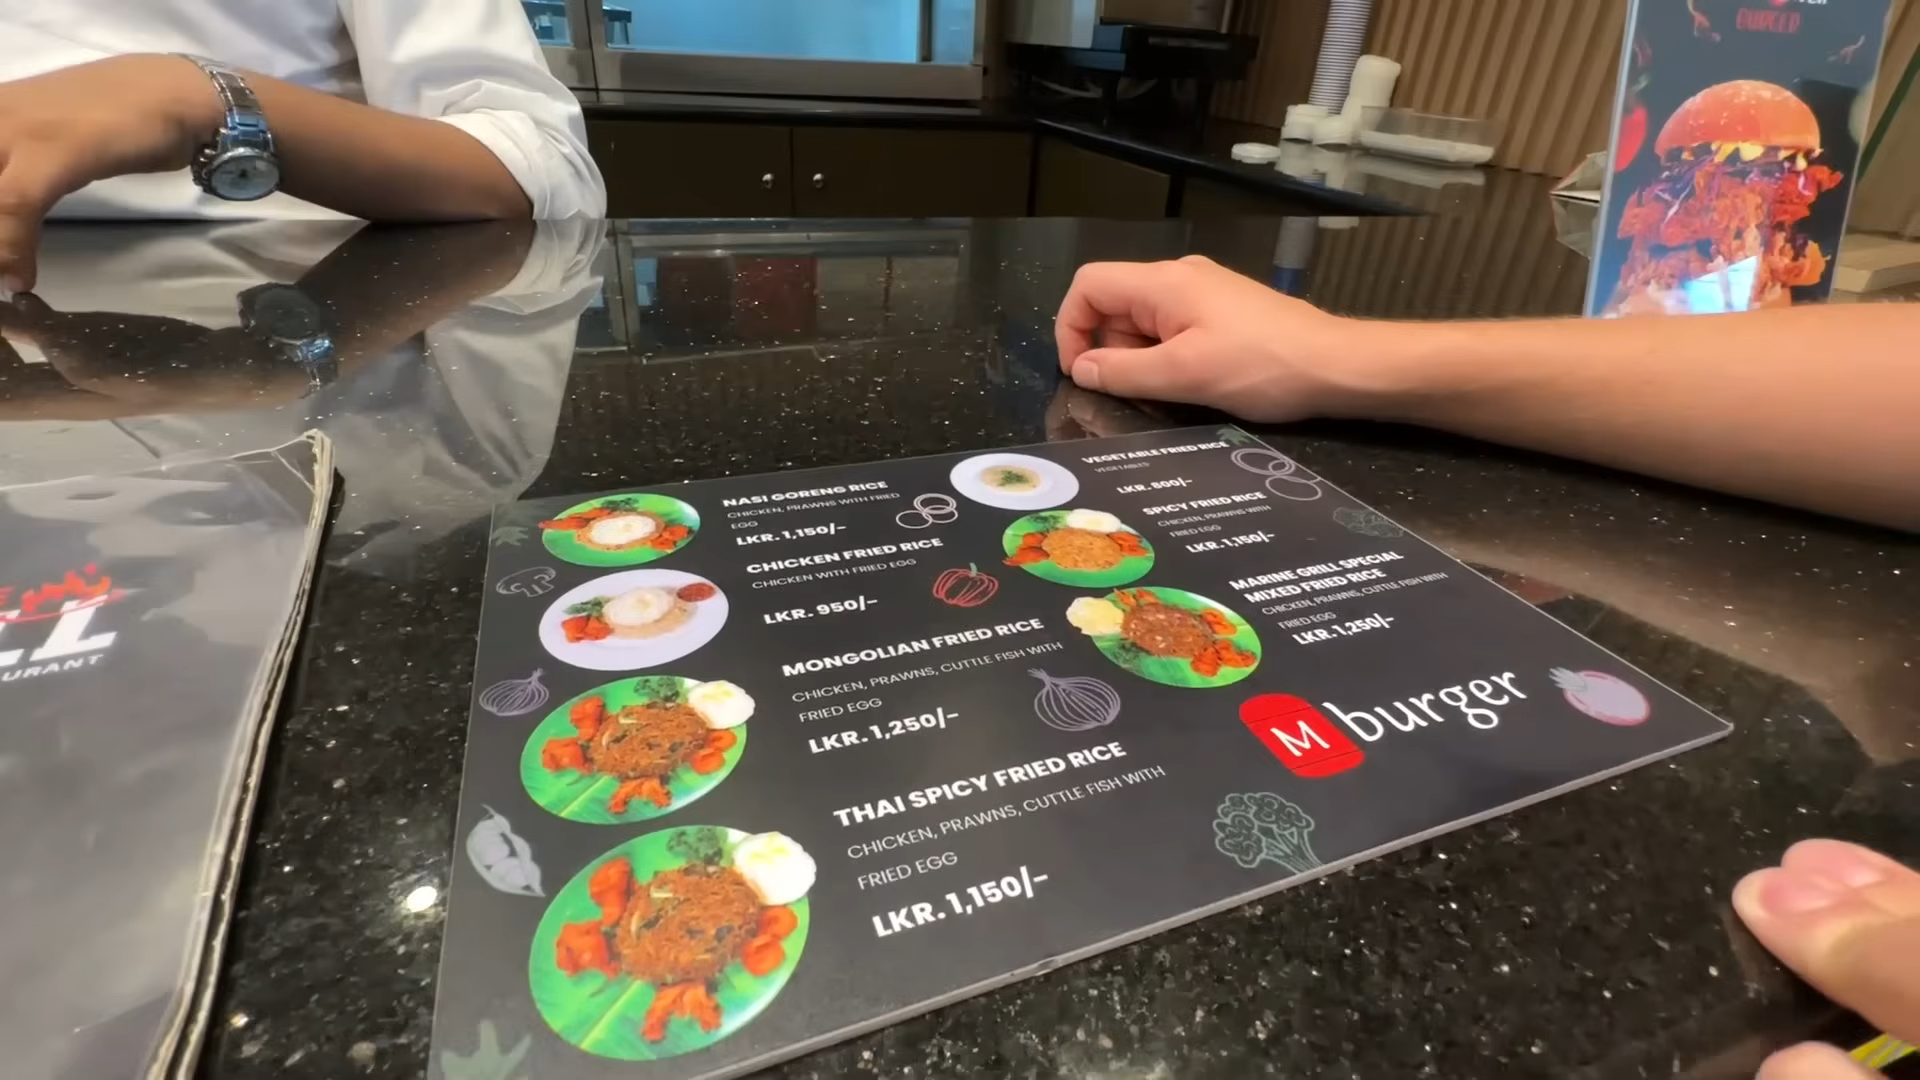 NASI GORENG RICE
CHICKEN, PRAWNS WITH FRIED
EGG
LKR. 1,150/-
CHICKEN FRIED RICE
CHICKEN WITH FRIED EGG
LKR. 950/-
MONGOLIAN FRIED RICE
CHICKEN, PRAWNS, CUTTLE FISH WITH
FRIED EGG
LKR. 1,250/-
THAI SPICY FRIED RICE
CHICKEN, PRAWNS, CUTTLE FISH WITH
FRIED EGG
LKR. 1,150/-
VEGETABLE FRIED RICE
VEGETABLES
LKR. 800/-
SPICY FRIED RICE
CHICKEN, PRAWNS WITH
FRIED EGG
LKR. 1,150/-
MARINE GRILL SPECIAL
MIXED FRIED RICE
CHICKEN, PRAWNS, CUTTLE FISH WITH
FRIED EGG
LKR. 1,250/-
M burger
BURGER